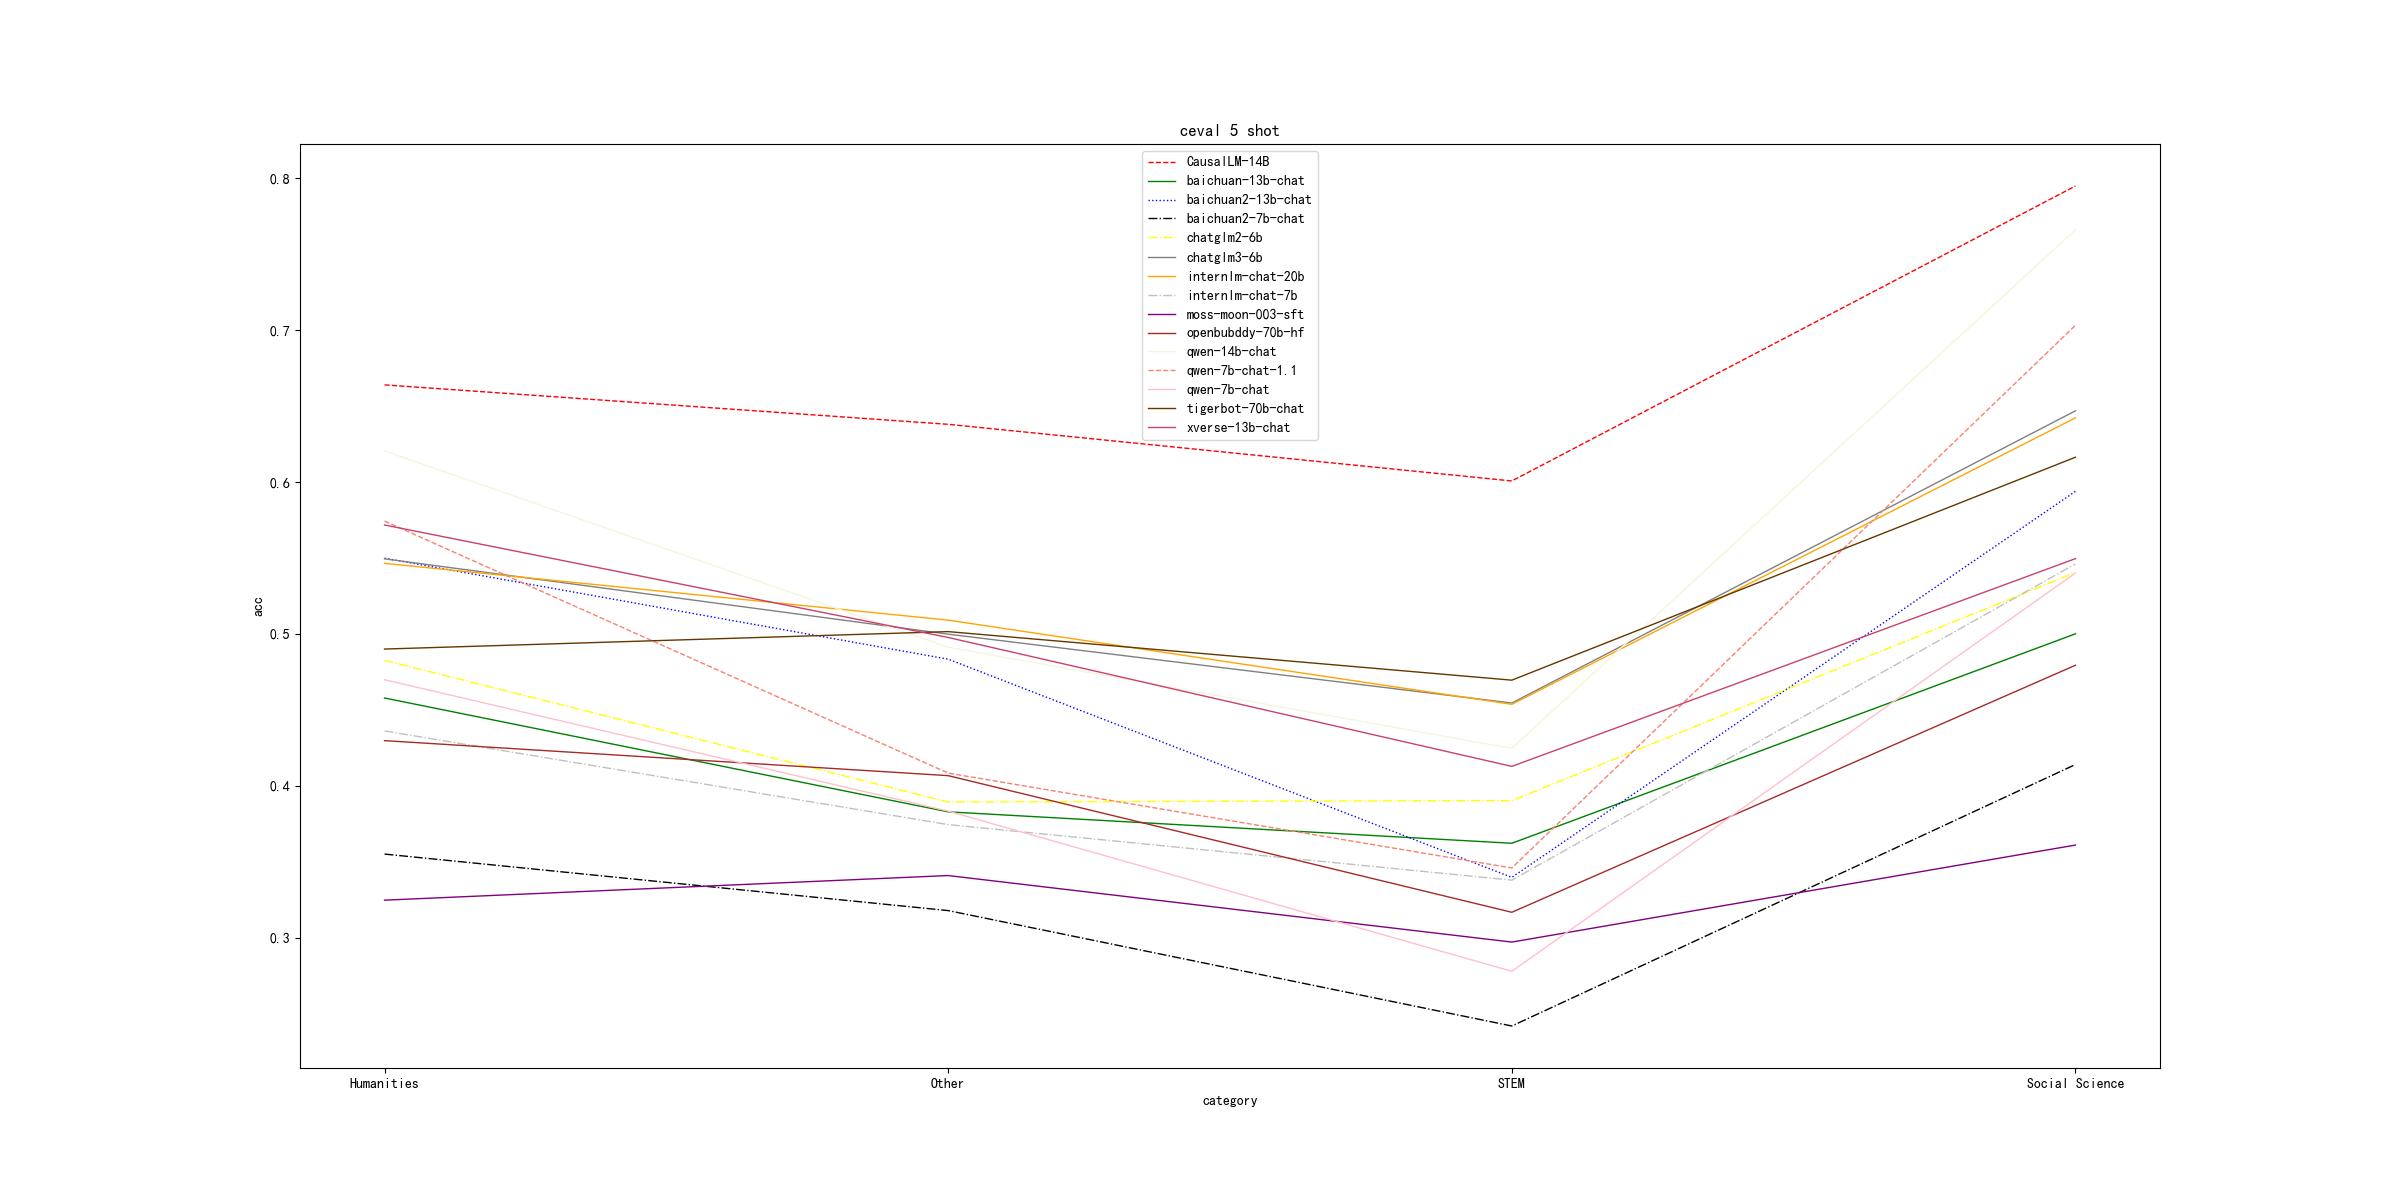 ceval 5 shot
CausalLM-14B
baichuan-13b-chat
baichuan2-13b-chat
baichuan2-7b-chat
chatglm2-6b
chatglm3-6b
internlm-chat-20b
internlm-chat-7b
moss-moon-003-sft
openbubddy-70b-hf
qwen-14b-chat
qwen-7b-chat-1.1
qwen-7b-chat
tigerbot-70b-chat
xverse-13b-chat
0.8
0.7
0.6
0.5
0.4
0.3
acc
Humanities
Other
STEM
Social Science
category